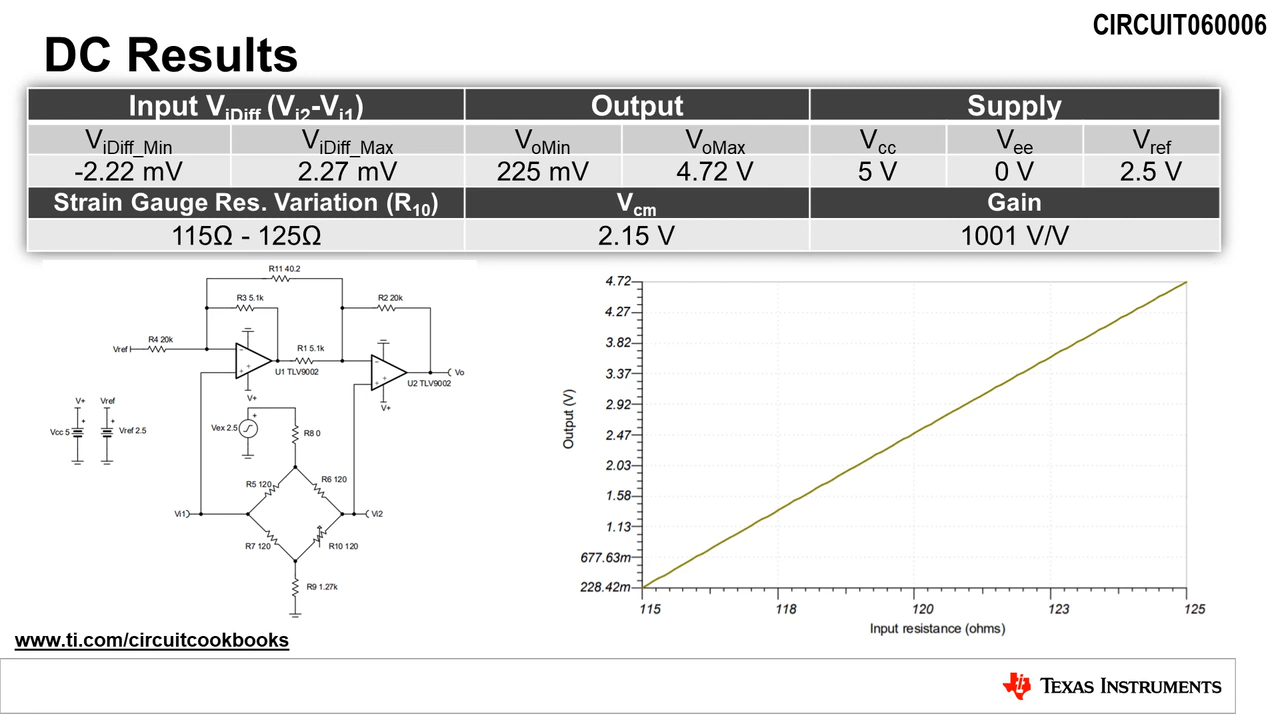 CIRCUIT060006
DC Results
Input ViDiff (Vi2-Vi1) Output Supply
ViDiff_Min ViDiff_Max VoMin VoMax Vcc Vee Vref
-2.22 mV 2.27 mV 225 mV 4.72 V 5 V 0 V 2.5 V
Strain Gauge Res. Variation (R10) Vcm Gain
115Ω - 125Ω 2.15 V 1001 V/V
R11 40.2
R3 5.1k
R2 20k
R4 20k
Vref
R1 5.1k
U1 TLV9002
Vo
U2 TLV9002
V+
V+
V+ Vref
Vex 2.5
Vcc 5
Vref 2.5
R8 0
R5 120
R6 120
Vi1
Vi2
R7 120
R10 120
R9 1.27k
4.72
4.27
3.82
3.37
2.92
2.47
2.03
1.58
1.13
677.63m
228.42m
Output (V)
115 118 120 123 125
Input resistance (ohms)
www.ti.com/circuitcookbooks
TEXAS INSTRUMENTS